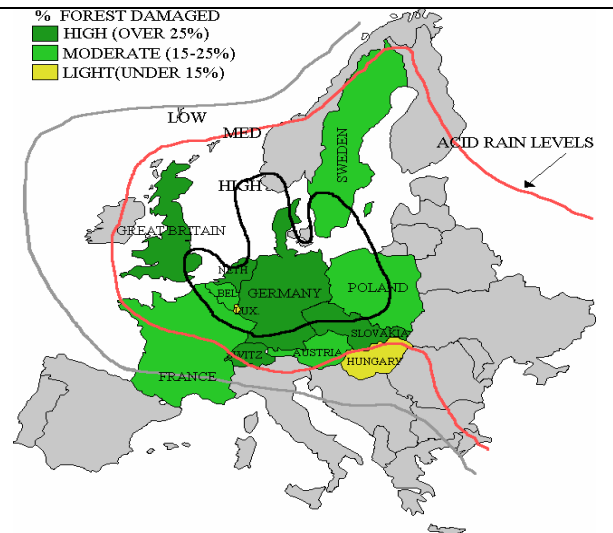 % FOREST DAMAGED
HIGH (OVER 25%)
MODERATE (15-25%)
LIGHT(UNDER 15%)
LOW
MED
ACID RAIN LEVELS
SWEDEN
HIGH
GREAT BRITAIN
NETH
BEL
GERMANY
POLAND
LUX.
SLOVAKIA
SWITZ
AUSTRIA
HUNGARY
FRANCE